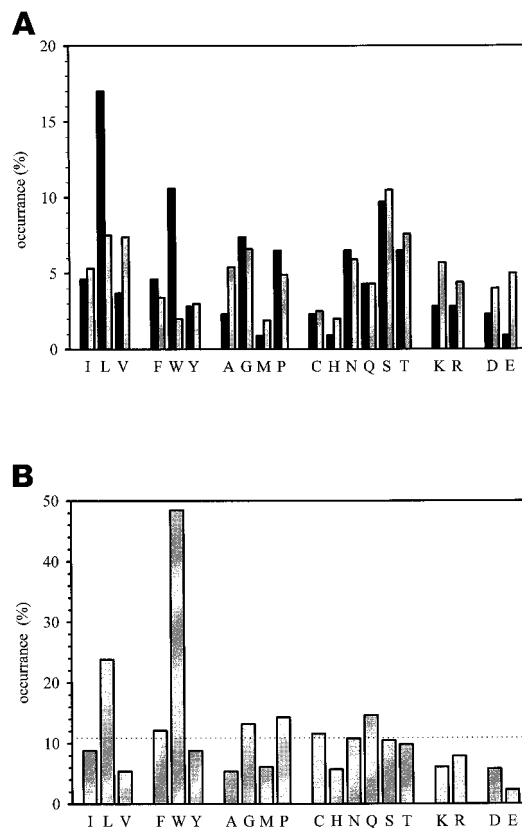 A
20
15
10
5
0
occurrance (%)
I L V F W Y A G M P C H N Q S T K R D E
B
50
40
30
20
10
0
occurrance (%)
I L V F W Y A G M P C H N Q S T K R D E